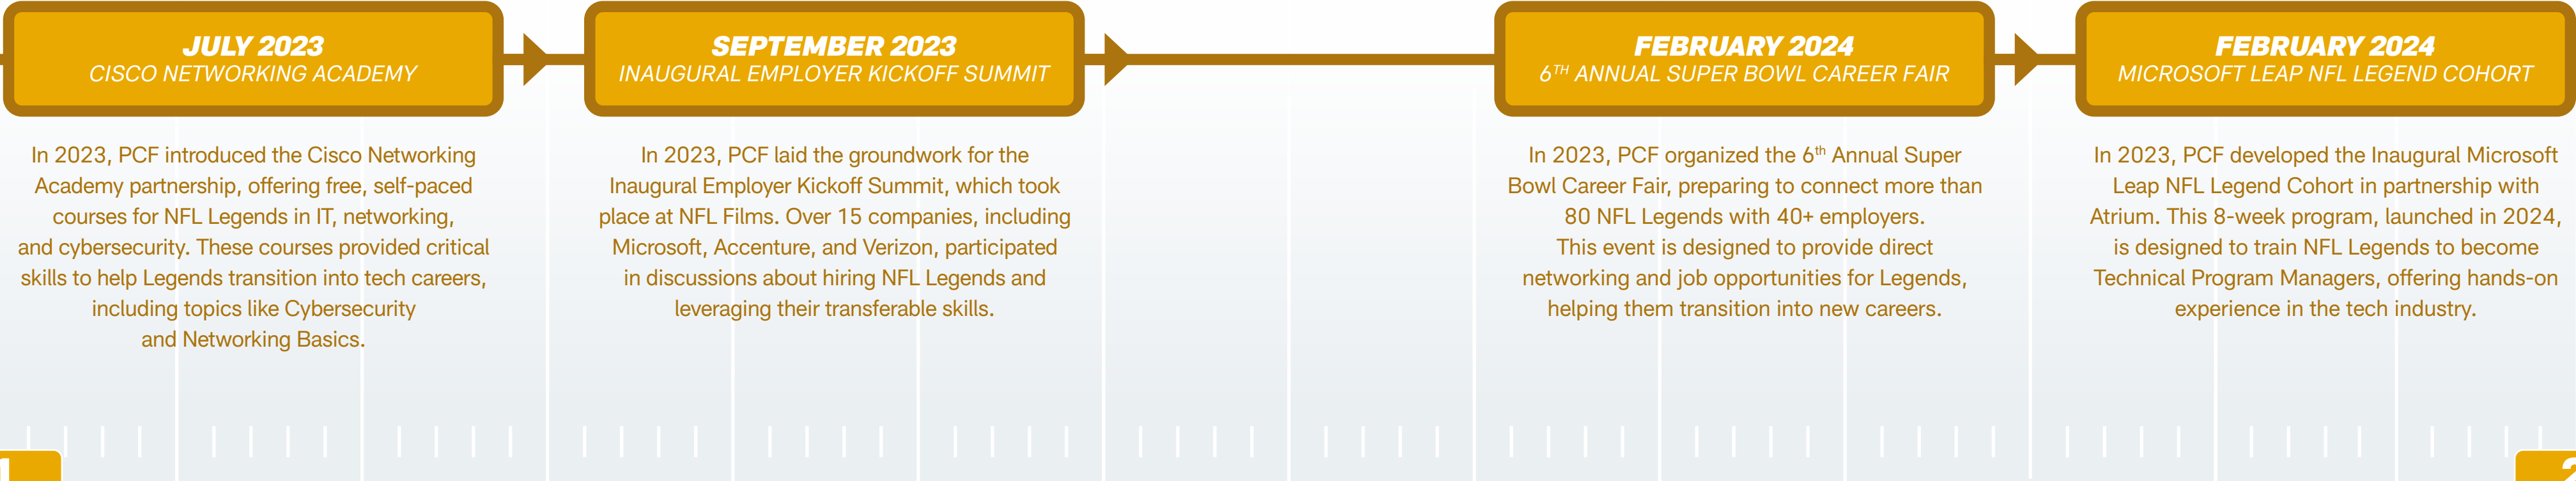 JULY 2023
CISCO NETWORKING ACADEMY
In 2023, PCF introduced the Cisco Networking
Academy partnership, offering free, self-paced
courses for NFL Legends in IT, networking,
and cybersecurity. These courses provided critical
skills to help Legends transition into tech careers,
including topics like Cybersecurity
and Networking Basics.
SEPTEMBER 2023
INAUGURAL EMPLOYER KICKOFF SUMMIT
In 2023, PCF laid the groundwork for the
Inaugural Employer Kickoff Summit, which took
place at NFL Films. Over 15 companies, including
Microsoft, Accenture, and Verizon, participated
in discussions about hiring NFL Legends and
leveraging their transferable skills.
FEBRUARY 2024
6TH ANNUAL SUPER BOWL CAREER FAIR
In 2023, PCF organized the 6th Annual Super
Bowl Career Fair, preparing to connect more than
80 NFL Legends with 40+ employers.
This event is designed to provide direct
networking and job opportunities for Legends,
helping them transition into new careers.
FEBRUARY 2024
MICROSOFT LEAP NFL LEGEND COHORT
In 2023, PCF developed the Inaugural Microsoft
Leap NFL Legend Cohort in partnership with
Atrium. This 8-week program, launched in 2024,
is designed to train NFL Legends to become
Technical Program Managers, offering hands-on
experience in the tech industry.